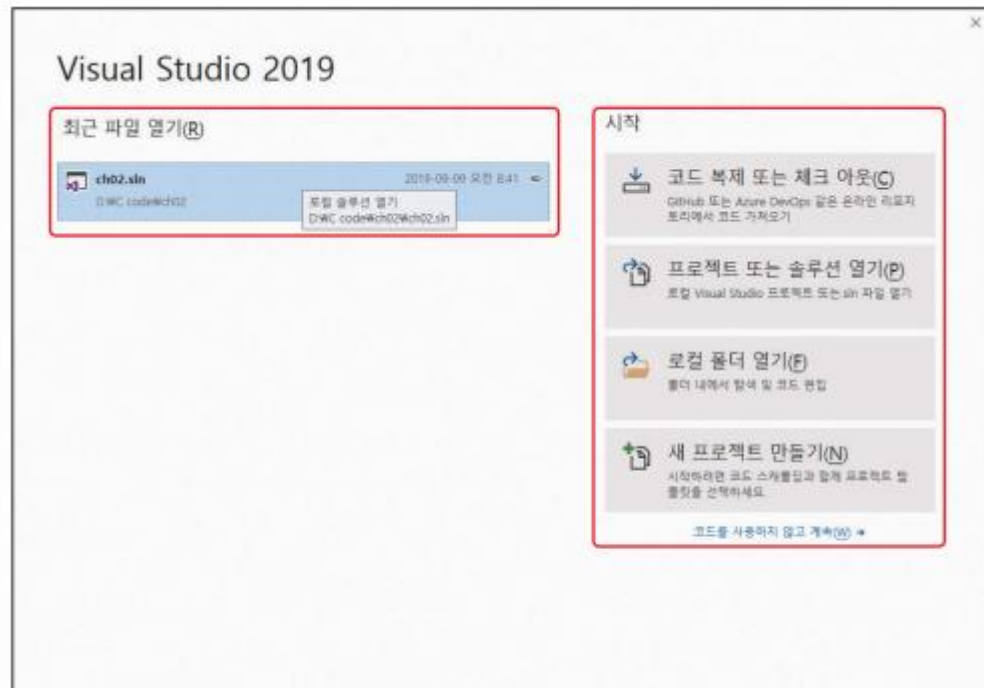 Visual Studio 2019
최근 파일 열기(R)
ch02.sln
2019-09-09 오전 8:41
D:\C code\ch02
로컬 솔루션 열기
D:\C code\ch02\ch02.sln
시작
코드 복제 또는 체크 아웃(C)
GitHub 또는 Azure DevOps 같은 온라인 리포지
토리에서 코드 가져오기
프로젝트 또는 솔루션 열기(P)
로컬 Visual Studio 프로젝트 또는 sln 파일 열기
로컬 폴더 열기(F)
폴더 내에서 탐색 및 코드 편집
새 프로젝트 만들기(N)
시작하려면 코드 스캐폴딩과 함께 프로젝트 템
플릿을 선택하세요.
코드를 사용하지 않고 계속(W)